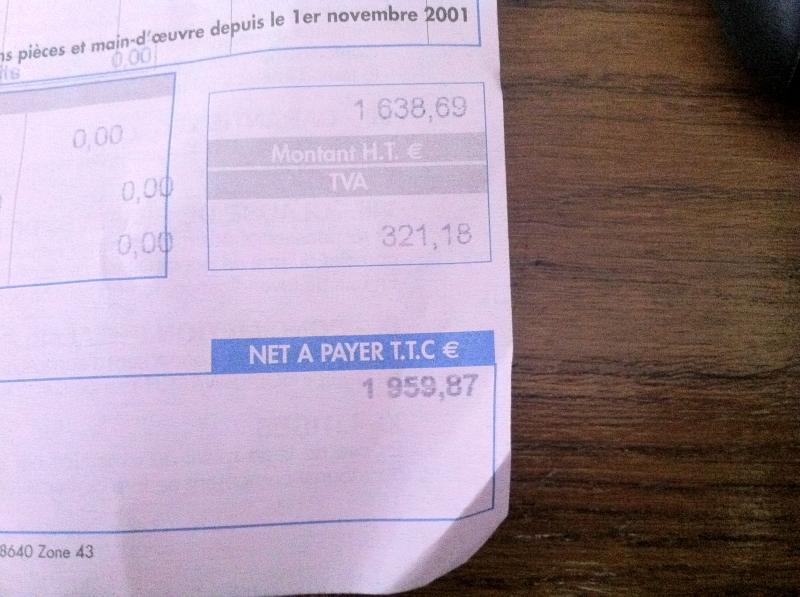 ns pièces et main-d'œuvre depuis le 1er novembre 2001
0,00
1 638,69
0,00
Montant H.T. €
TVA
0,00
321,18
0,00
NET A PAYER T.T.C €
1 959,87
8640 Zone 43